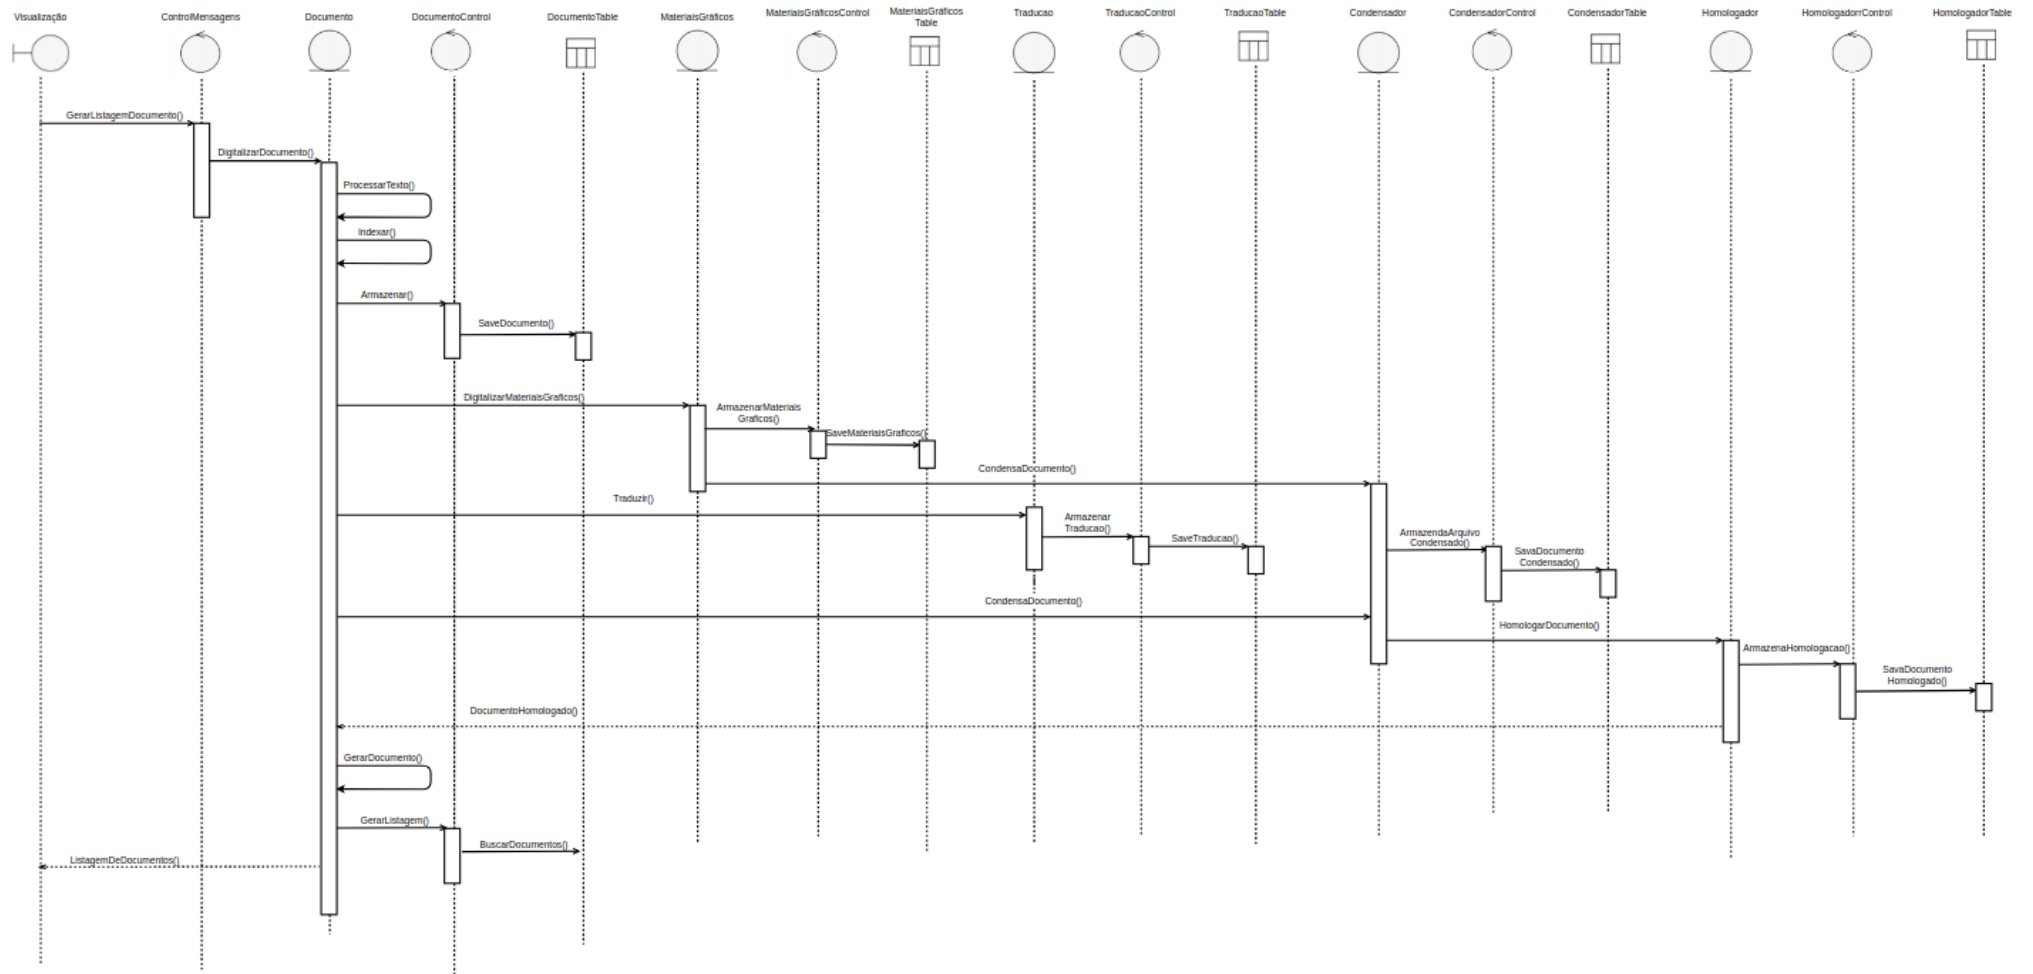 Visualização
ControlMensagens
Documento
DocumentoControl
DocumentoTable
MateriaisGráficos
MateriaisGráficosControl
MateriaisGráficos
Table
Traducao
TraducaoControl
TraducaoTable
Condensador
CondensadorControl
CondensadorTable
Homologador
HomologadorrControl
HomologadorTable
GerarListagemDocumento()
DigitalizarDocumento()
ProcessarTexto()
Indexar()
Armazenar()
SaveDocumento()
DigitalizarMateriaisGraficos()
ArmazenarMateriais
Graficos()
SaveMateriaisGraficos()
CondensaDocumento()
Traduzir()
Armazenar
Traducao()
SaveTraducao()
ArmazendaArquivo
Condensado()
SavaDocumento
Condensado()
CondensaDocumento()
HomologarDocumento()
ArmazenaHomologacao()
SavaDocumento
Homologado()
DocumentoHomologado()
GerarDocumento()
GerarListagem()
BuscarDocumentos()
ListagemDeDocumentos()